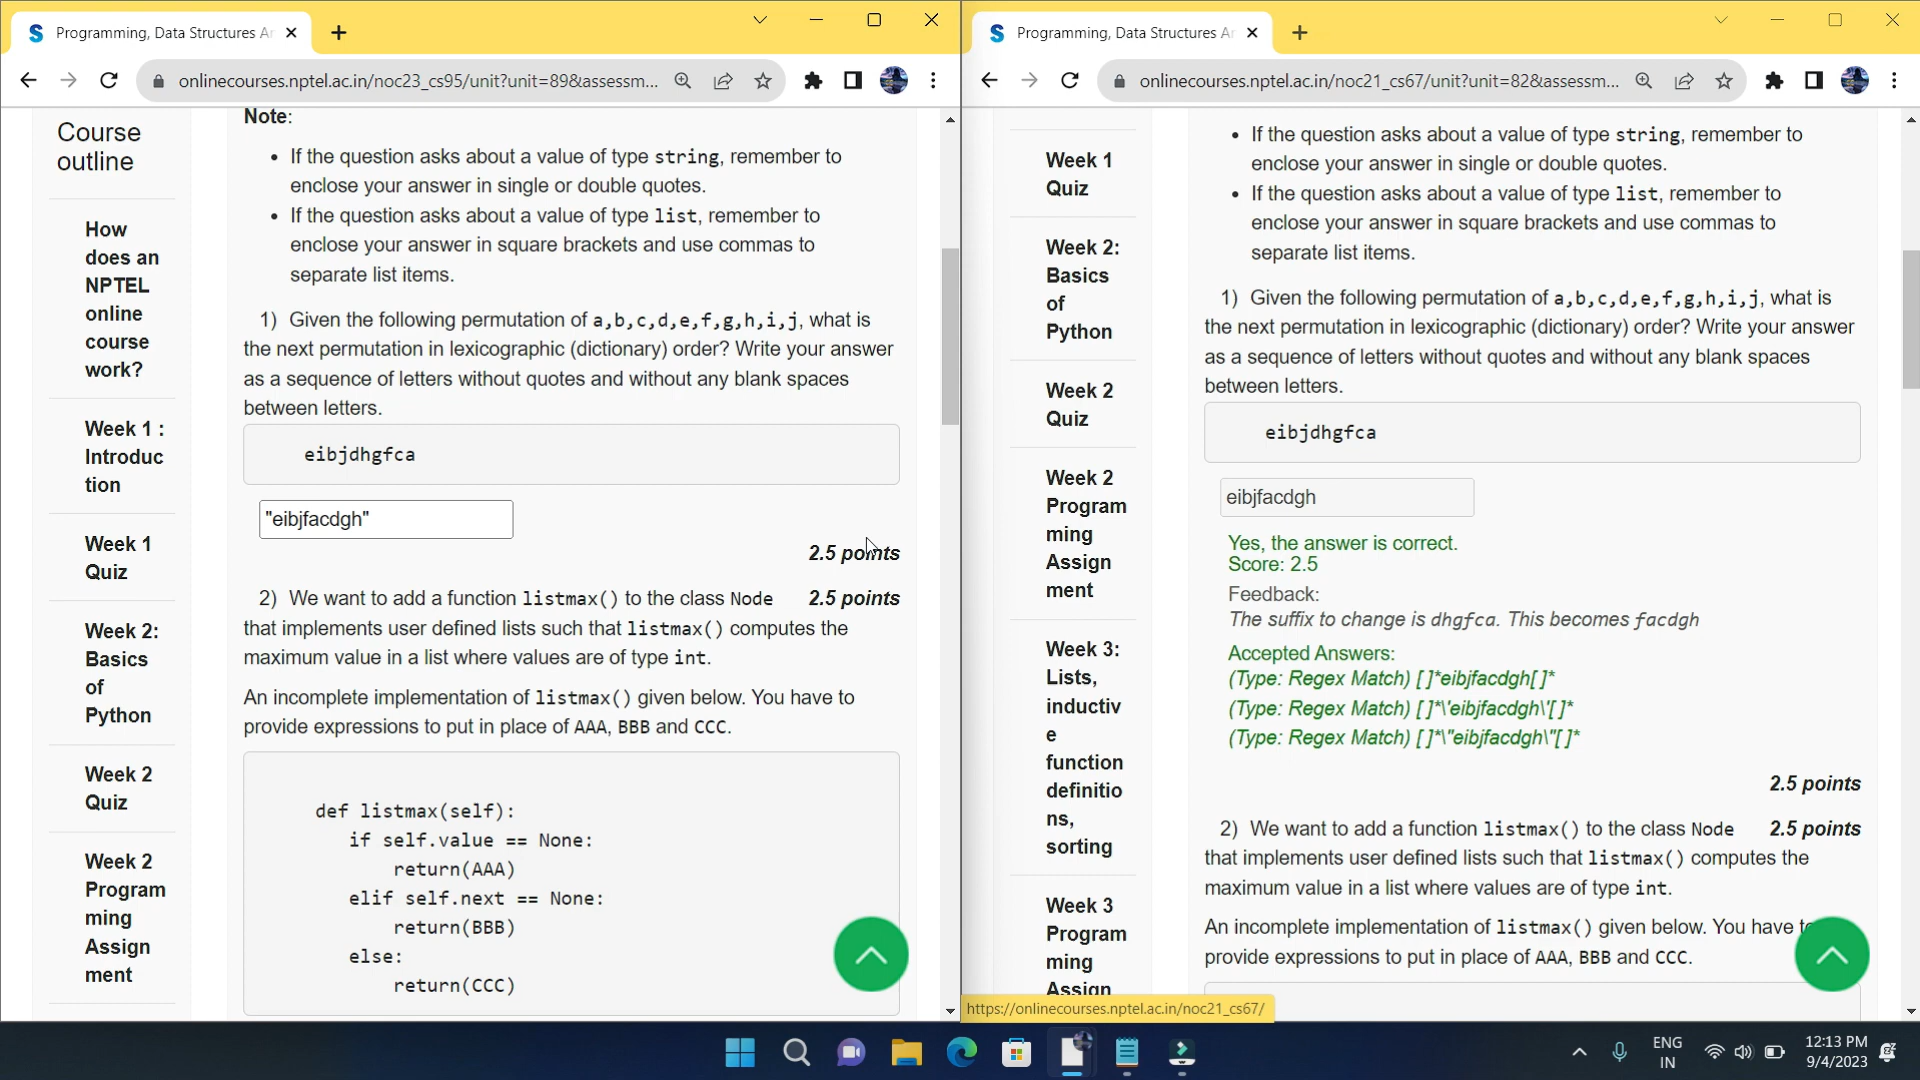 Programming, Data Structures Ar
onlinecourses.nptel.ac.in/noc23_cs95/unit?unit=89&assessm...
Course
outline
How
does an
NPTEL
online
course
work?
Week 1 :
Introduc
tion
Week 1
Quiz
Week 2:
Basics
of
Python
Week 2
Quiz
Week 2
Program
ming
Assign
ment
Note:
• If the question asks about a value of type string, remember to
enclose your answer in single or double quotes.
• If the question asks about a value of type list, remember to
enclose your answer in square brackets and use commas to
separate list items.
1) Given the following permutation of a,b,c,d,e,f,g,h,i,j, what is
the next permutation in lexicographic (dictionary) order? Write your answer
as a sequence of letters without quotes and without any blank spaces
between letters.
eibjdhgfca
"eibjfacdgh"
2.5 points
2) We want to add a function listmax() to the class Node 2.5 points
that implements user defined lists such that listmax() computes the
maximum value in a list where values are of type int.
An incomplete implementation of listmax() given below. You have to
provide expressions to put in place of AAA, BBB and CCC.
def listmax(self):
if self.value == None:
return(AAA)
elif self.next == None:
return(BBB)
else:
return(CCC)
Programming, Data Structures Ar
onlinecourses.nptel.ac.in/noc21_cs67/unit?unit=82&assessm...
Week 1
Quiz
Week 2:
Basics
of
Python
Week 2
Quiz
Week 2
Program
ming
Assign
ment
Week 3:
Lists,
inductiv
e
function
definitio
ns,
sorting
Week 3
Program
ming
Assign
• If the question asks about a value of type string, remember to
enclose your answer in single or double quotes.
• If the question asks about a value of type list, remember to
enclose your answer in square brackets and use commas to
separate list items.
1) Given the following permutation of a,b,c,d,e,f,g,h,i,j, what is
the next permutation in lexicographic (dictionary) order? Write your answer
as a sequence of letters without quotes and without any blank spaces
between letters.
eibjdhgfca
eibjfacdgh
Yes, the answer is correct.
Score: 2.5
Feedback:
The suffix to change is dhgfca. This becomes facdgh
Accepted Answers:
(Type: Regex Match) [ ]*eibjfacdgh[ ]*
(Type: Regex Match) [ ]*\'eibjfacdgh\'[ ]*
(Type: Regex Match) [ ]*\"eibjfacdgh\"[ ]*
2.5 points
2) We want to add a function listmax() to the class Node 2.5 points
that implements user defined lists such that listmax() computes the
maximum value in a list where values are of type int.
An incomplete implementation of listmax() given below. You have to
provide expressions to put in place of AAA, BBB and CCC.
https://onlinecourses.nptel.ac.in/noc21_cs67/
ENG
IN
12:13 PM
9/4/2023